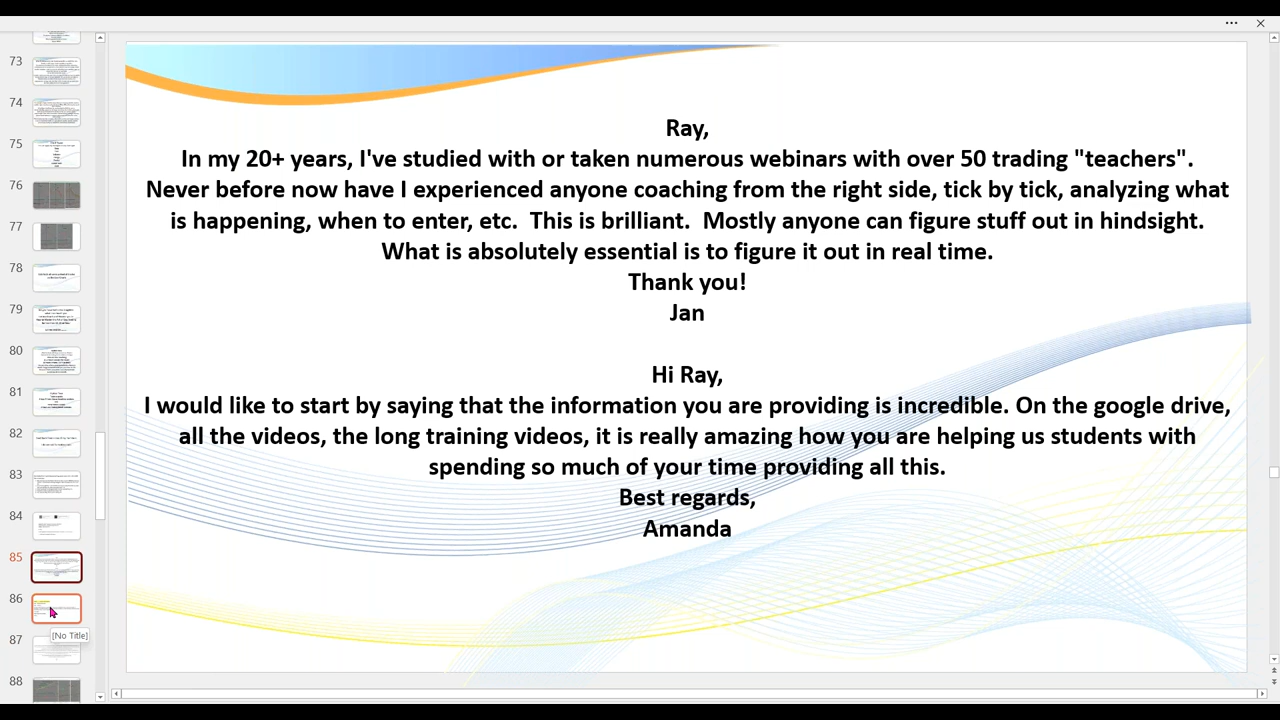 73
74
75
76
77
78
79
80
81
82
83
84
85
86
[No Title]
87
88
Ray,
In my 20+ years, I've studied with or taken numerous webinars with over 50 trading "teachers".
Never before now have I experienced anyone coaching from the right side, tick by tick, analyzing what
is happening, when to enter, etc.  This is brilliant.  Mostly anyone can figure stuff out in hindsight.
What is absolutely essential is to figure it out in real time.
Thank you!
Jan
Hi Ray,
I would like to start by saying that the information you are providing is incredible. On the google drive,
all the videos, the long training videos, it is really amazing how you are helping us students with
spending so much of your time providing all this.
Best regards,
Amanda